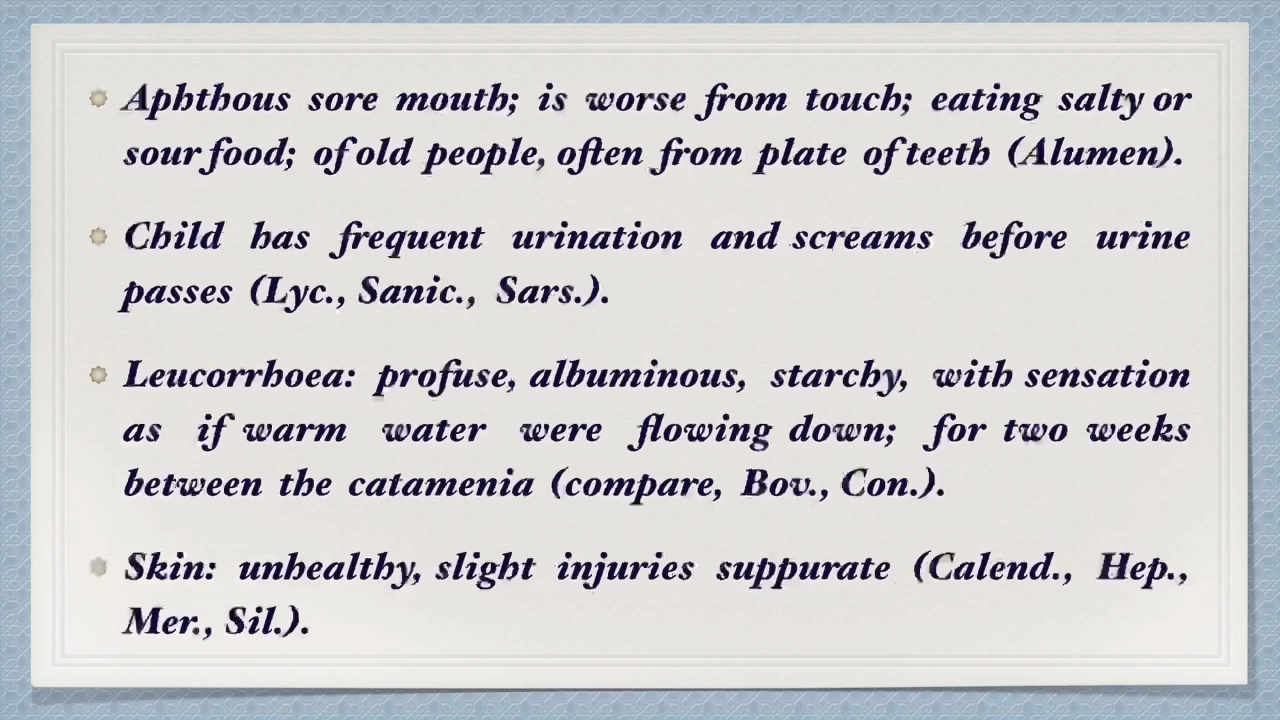 Aphthous sore mouth; is worse from touch; eating salty or
sour food; of old people, often from plate of teeth (Alumen).
Child has frequent urination and screams before urine
passes (Lyc., Sanic., Sars.).
Leucorrhoea: profuse, albuminous, starchy, with sensation
as if warm water were flowing down; for two weeks
between the catamenia (compare, Bov., Con.).
Skin: unhealthy, slight injuries suppurate (Calend., Hep.,
Mer., Sil.).